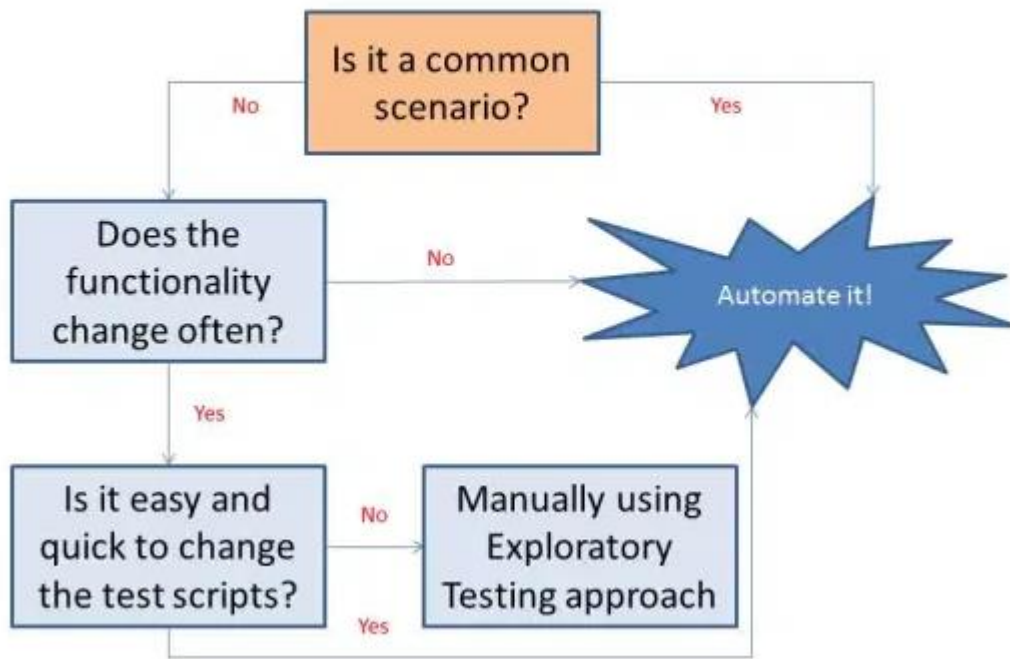 Is it a common
scenario?
No
Yes
Does the
functionality
change often?
No
Automate it!
Yes
Is it easy and
quick to change
the test scripts?
No
Manually using
Exploratory
Testing approach
Yes